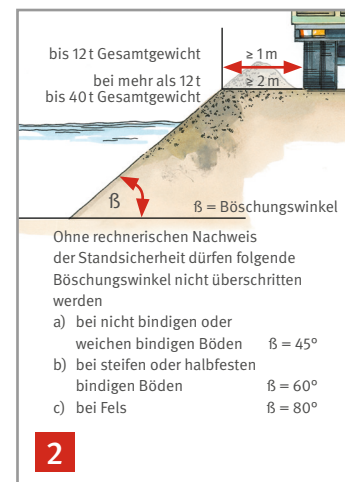 bis 12 t Gesamtgewicht
≥ 1 m
bei mehr als 12 t
bis 40 t Gesamtgewicht
≥ 2 m
ß
ß = Böschungswinkel
Ohne rechnerischen Nachweis
der Standsicherheit dürfen folgende
Böschungswinkel nicht überschritten
werden
a) bei nicht bindigen oder
weichen bindigen Böden ß = 45°
b) bei steifen oder halbfesten
bindigen Böden ß = 60°
c) bei Fels ß = 80°
2